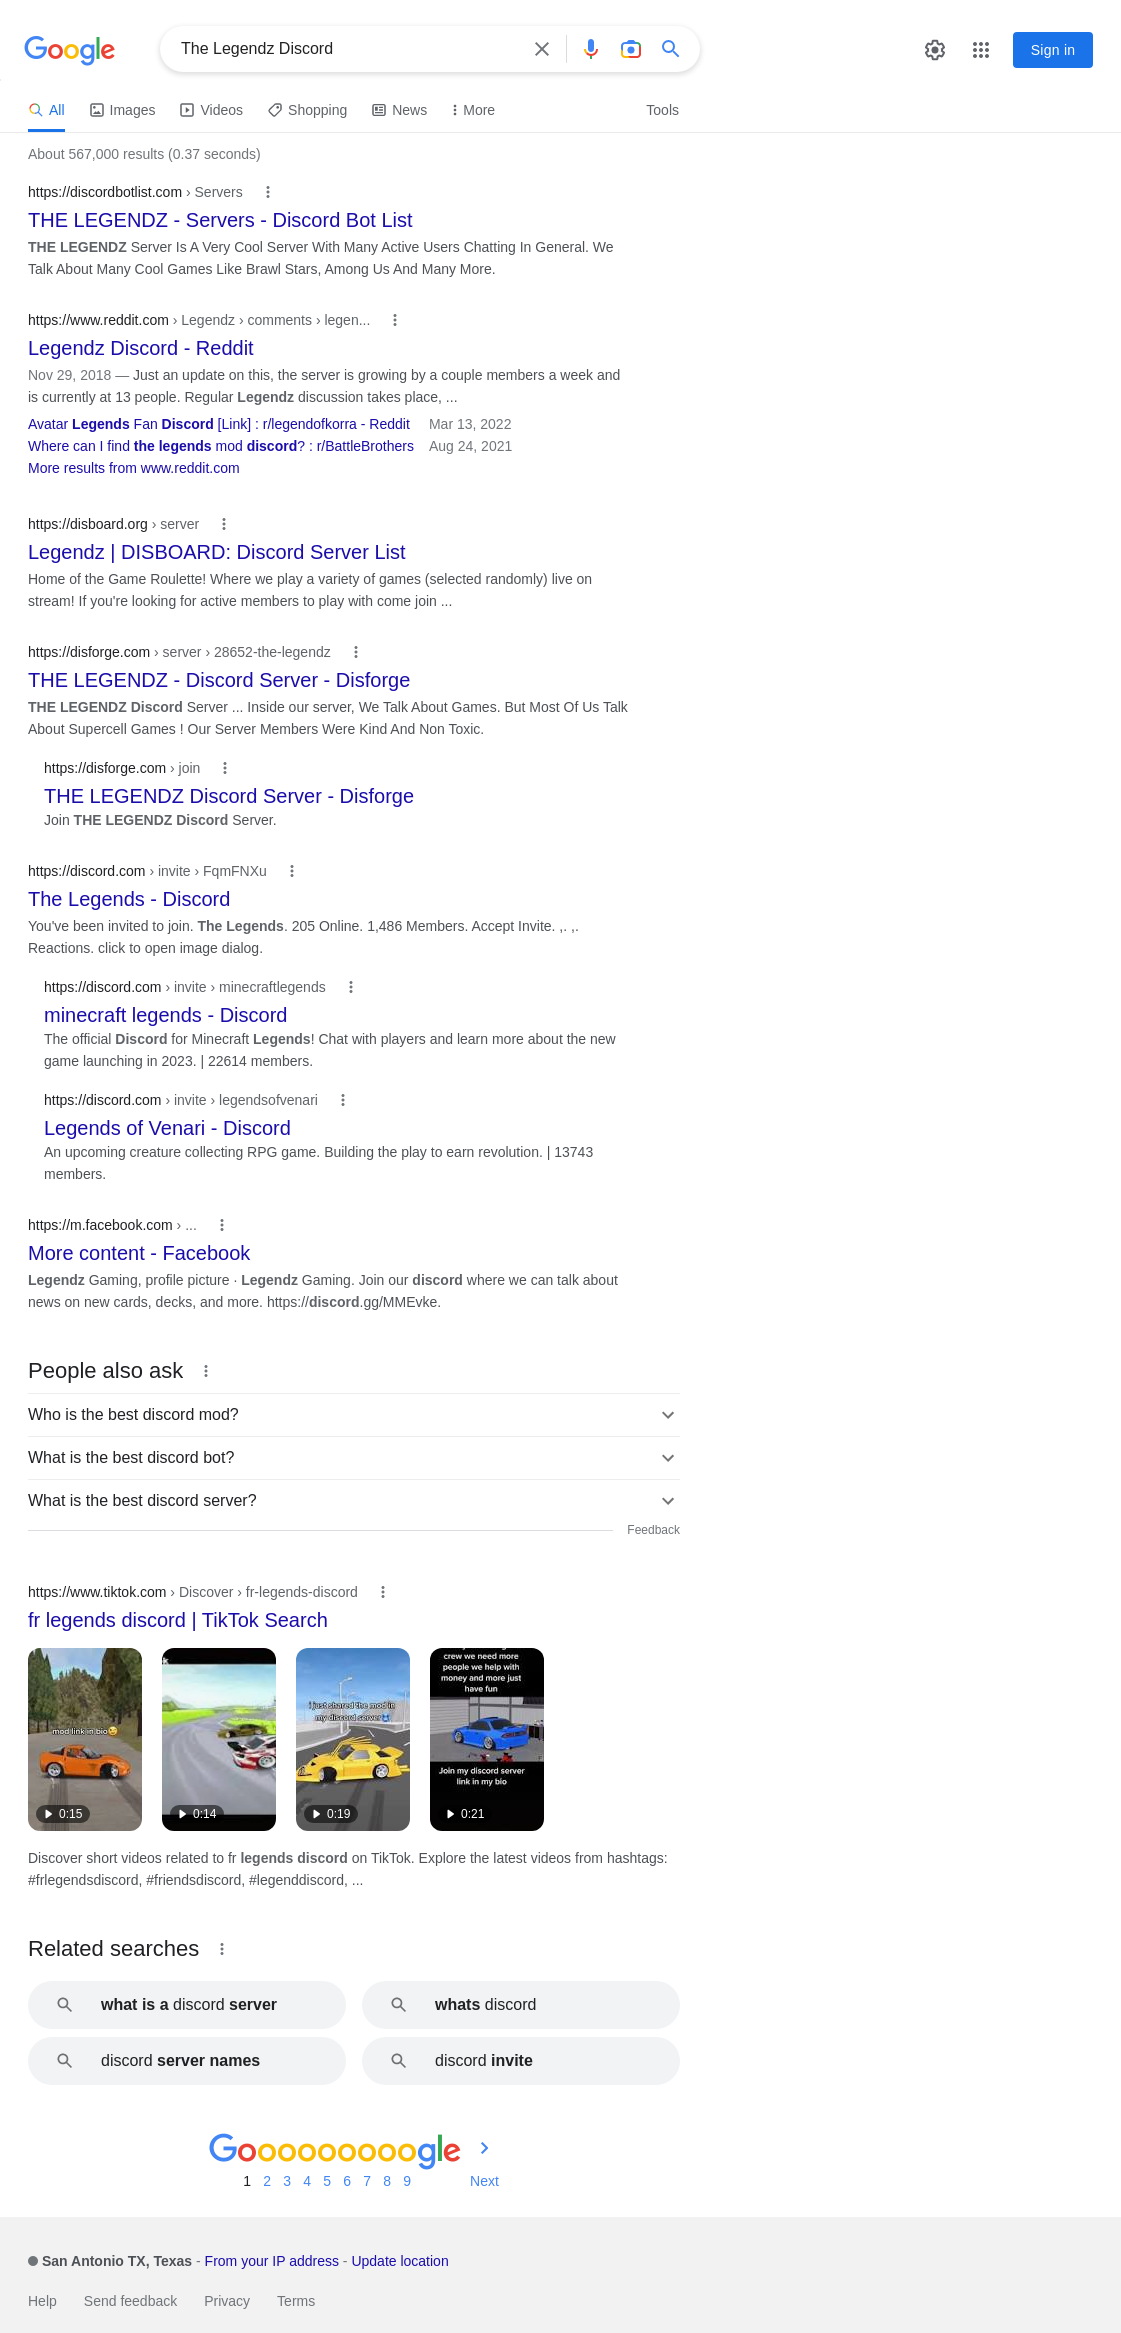 Google
The Legendz Discord
Sign in
All
Images
Videos
Shopping
News
More
Tools
About 567,000 results (0.37 seconds)
https://discordbotlist.com › Servers
THE LEGENDZ - Servers - Discord Bot List
THE LEGENDZ Server Is A Very Cool Server With Many Active Users Chatting In General. We
Talk About Many Cool Games Like Brawl Stars, Among Us And Many More.
https://www.reddit.com › Legendz › comments › legen...
Legendz Discord - Reddit
Nov 29, 2018 — Just an update on this, the server is growing by a couple members a week and
is currently at 13 people. Regular Legendz discussion takes place, ...
Avatar Legends Fan Discord [Link] : r/legendofkorra - Reddit Mar 13, 2022
Where can I find the legends mod discord? : r/BattleBrothers Aug 24, 2021
More results from www.reddit.com
https://disboard.org › server
Legendz | DISBOARD: Discord Server List
Home of the Game Roulette! Where we play a variety of games (selected randomly) live on
stream! If you're looking for active members to play with come join ...
https://disforge.com › server › 28652-the-legendz
THE LEGENDZ - Discord Server - Disforge
THE LEGENDZ Discord Server ... Inside our server, We Talk About Games. But Most Of Us Talk
About Supercell Games ! Our Server Members Were Kind And Non Toxic.
https://disforge.com › join
THE LEGENDZ Discord Server - Disforge
Join THE LEGENDZ Discord Server.
https://discord.com › invite › FqmFNXu
The Legends - Discord
You've been invited to join. The Legends. 205 Online. 1,486 Members. Accept Invite. ,. ,.
Reactions. click to open image dialog.
https://discord.com › invite › minecraftlegends
minecraft legends - Discord
The official Discord for Minecraft Legends! Chat with players and learn more about the new
game launching in 2023. | 22614 members.
https://discord.com › invite › legendsofvenari
Legends of Venari - Discord
An upcoming creature collecting RPG game. Building the play to earn revolution. | 13743
members.
https://m.facebook.com › ...
More content - Facebook
Legendz Gaming, profile picture · Legendz Gaming. Join our discord where we can talk about
news on new cards, decks, and more. https://discord.gg/MMEvke.
People also ask
Who is the best discord mod?
What is the best discord bot?
What is the best discord server?
Feedback
https://www.tiktok.com › Discover › fr-legends-discord
fr legends discord | TikTok Search
mod link in bio
0:15
0:14
i just shared the mod in
my discord server
0:19
crew we need more
people we help with
money and more just
have fun
Join my discord server
link in my bio
0:21
Discover short videos related to fr legends discord on TikTok. Explore the latest videos from hashtags:
#frlegendsdiscord, #friendsdiscord, #legenddiscord, ...
Related searches
what is a discord server
whats discord
discord server names
discord invite
Gooooooooogle
1 2 3 4 5 6 7 8 9 Next
San Antonio TX, Texas - From your IP address - Update location
Help Send feedback Privacy Terms